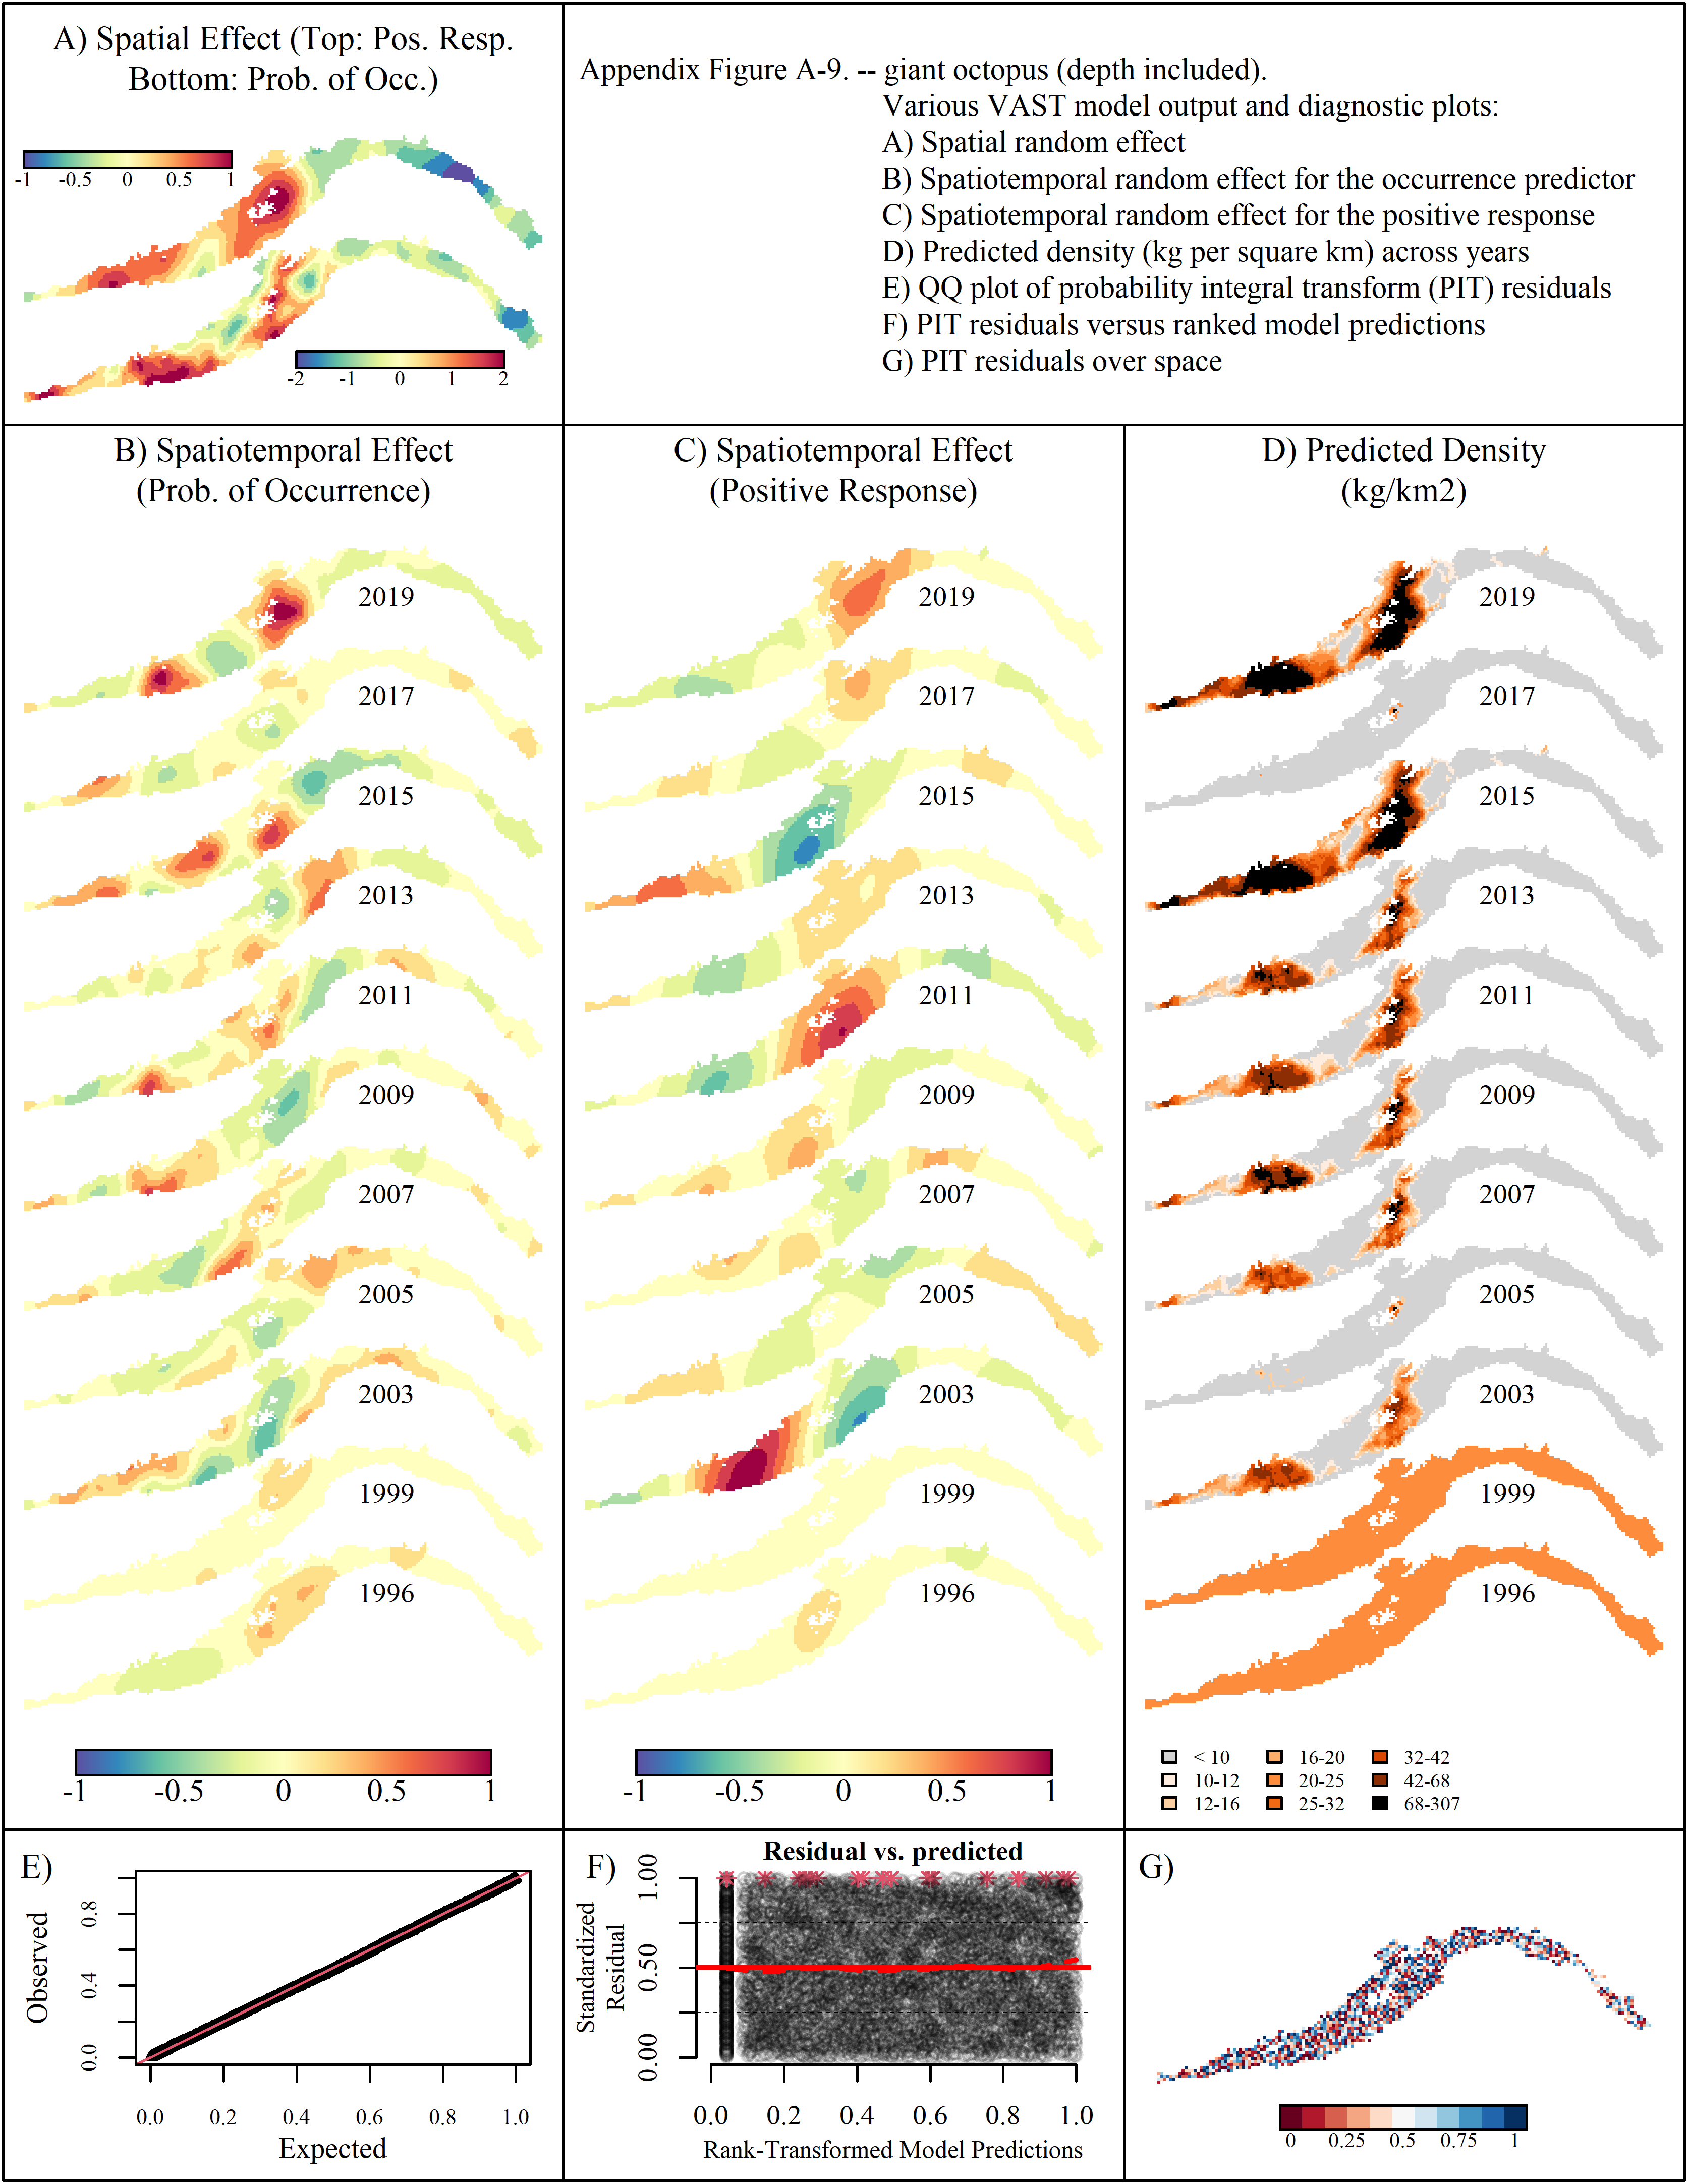 A) Spatial Effect (Top: Pos. Resp.
Bottom: Prob. of Occ.)
-1 -0.5 0 0.5 1
-2 -1 0 1 2
Appendix Figure A-9. -- giant octopus (depth included).
Various VAST model output and diagnostic plots:
A) Spatial random effect
B) Spatiotemporal random effect for the occurrence predictor
C) Spatiotemporal random effect for the positive response
D) Predicted density (kg per square km) across years
E) QQ plot of probability integral transform (PIT) residuals
F) PIT residuals versus ranked model predictions
G) PIT residuals over space
B) Spatiotemporal Effect
(Prob. of Occurrence)
2019
2017
2015
2013
2011
2009
2007
2005
2003
1999
1996
-1 -0.5 0 0.5 1
C) Spatiotemporal Effect
(Positive Response)
2019
2017
2015
2013
2011
2009
2007
2005
2003
1999
1996
-1 -0.5 0 0.5 1
D) Predicted Density
(kg/km2)
2019
2017
2015
2013
2011
2009
2007
2005
2003
1999
1996
< 10 16-20 32-42
10-12 20-25 42-68
12-16 25-32 68-307
E)
Observed
0.8
0.4
0.0
0.0 0.2 0.4 0.6 0.8 1.0
Expected
F)
Residual vs. predicted
Standardized
Residual
1.00
0.50
0.00
0.0 0.2 0.4 0.6 0.8 1.0
Rank-Transformed Model Predictions
G)
0 0.25 0.5 0.75 1